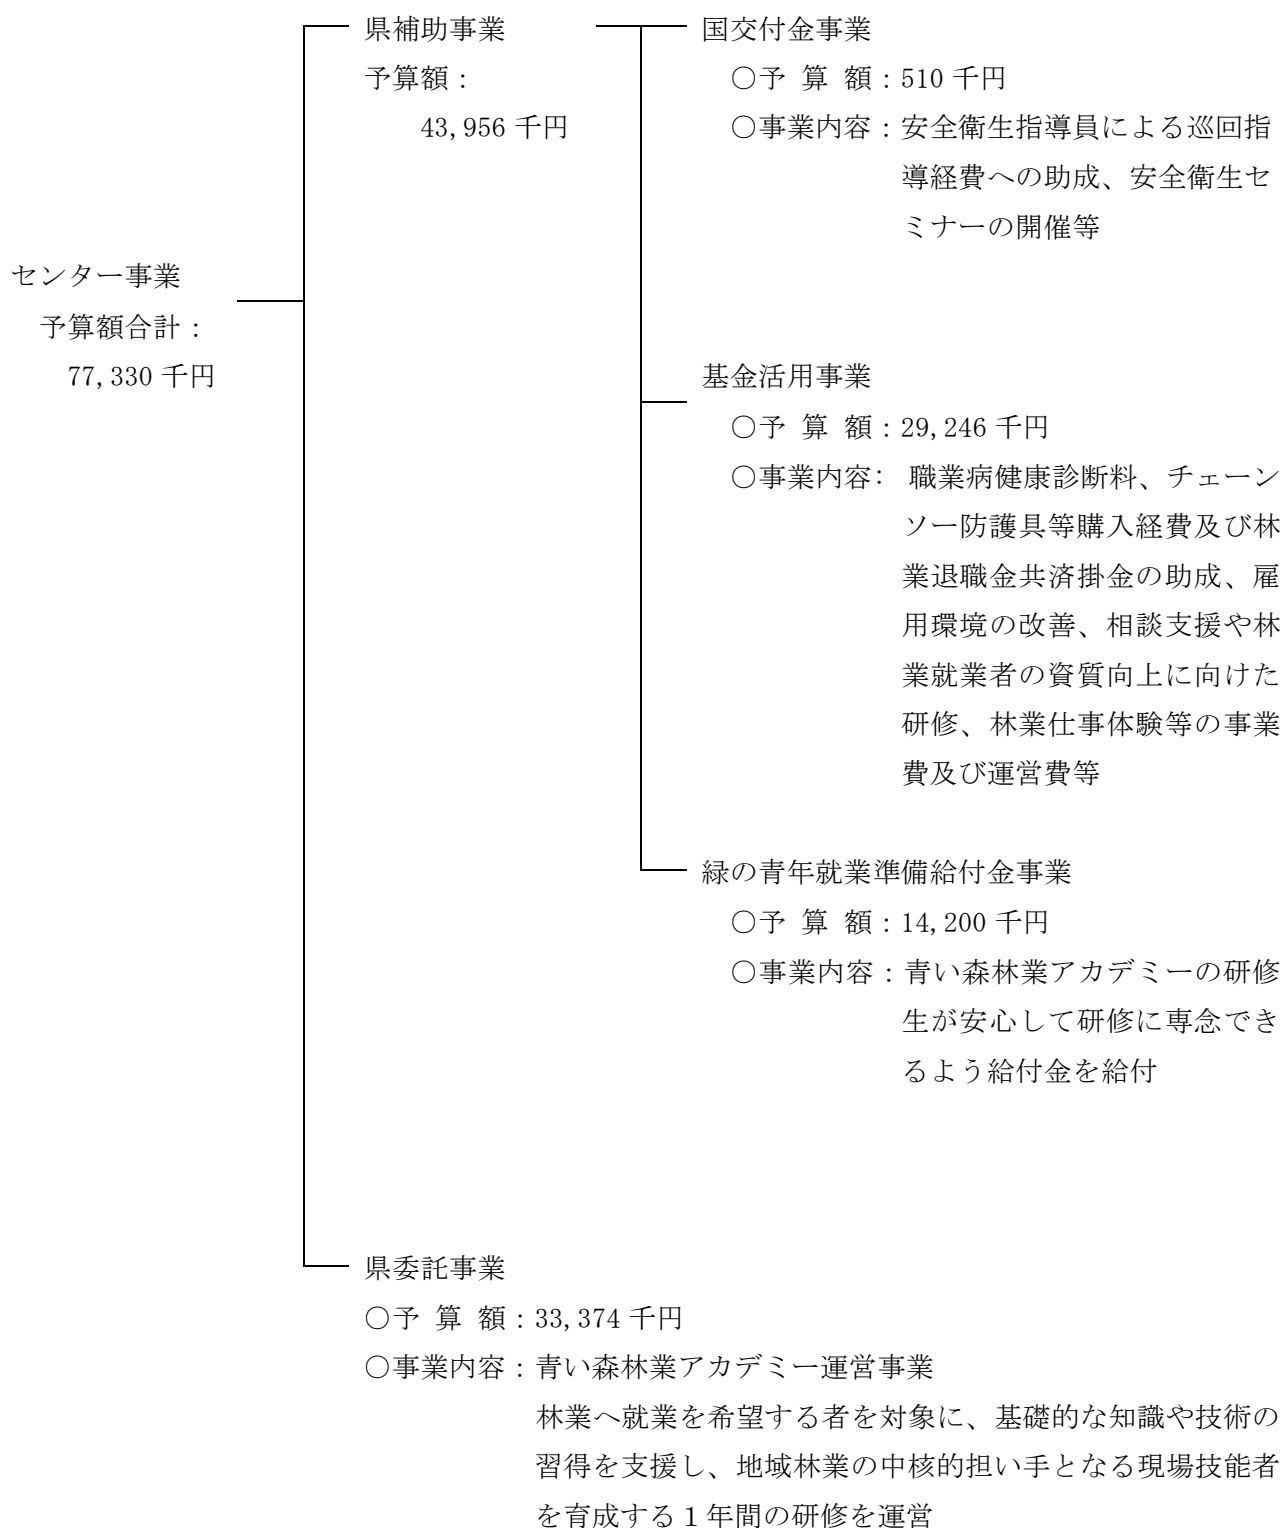 センター事業
予算額合計：
77,330 千円
県補助事業
予算額：
43,956 千円
国交付金事業
○予 算 額：510 千円
○事業内容：安全衛生指導員による巡回指
導経費への助成、安全衛生セ
ミナーの開催等
基金活用事業
○予 算 額：29,246 千円
○事業内容： 職業病健康診断料、チェーン
ソー防護具等購入経費及び林
業退職金共済掛金の助成、雇
用環境の改善、相談支援や林
業就業者の資質向上に向けた
研修、林業仕事体験等の事業
費及び運営費等
緑の青年就業準備給付金事業
○予 算 額：14,200 千円
○事業内容：青い森林業アカデミーの研修
生が安心して研修に専念でき
るよう給付金を給付
県委託事業
○予 算 額：33,374 千円
○事業内容：青い森林業アカデミー運営事業
林業へ就業を希望する者を対象に、基礎的な知識や技術の
習得を支援し、地域林業の中核的担い手となる現場技能者
を育成する１年間の研修を運営